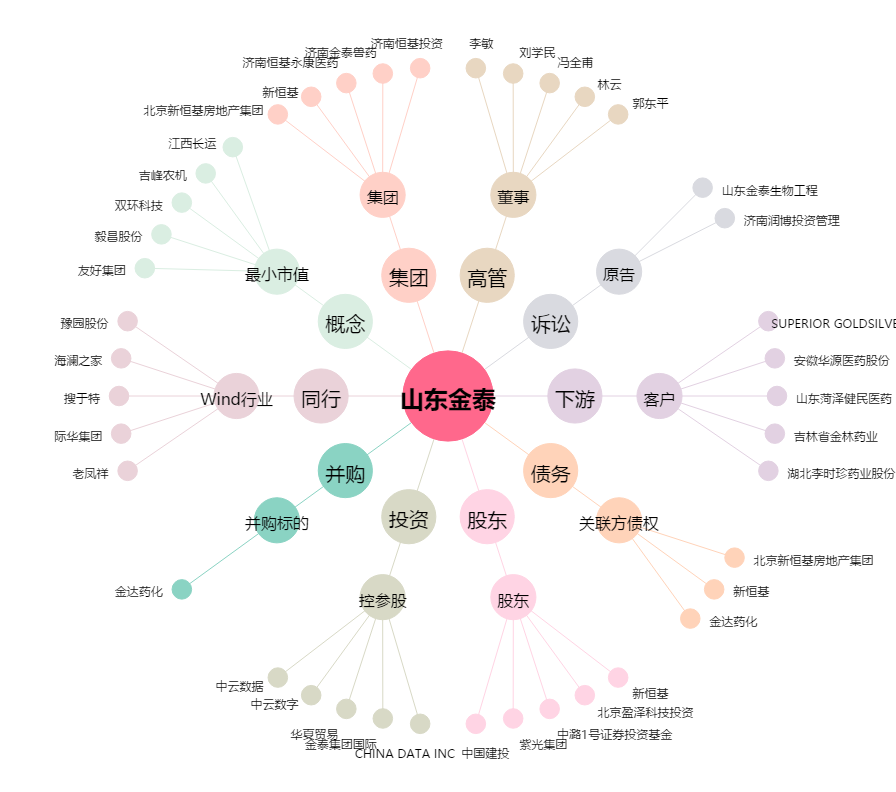 济南恒基投资
济南金泰兽药
济南恒基永康医药
新恒基
北京新恒基房地产集团
集团
集团
李敏
刘学民
冯全甫
林云
郭东平
董事
高管
山东金泰生物工程
济南润博投资管理
原告
诉讼
江西长运
吉峰农机
双环科技
毅昌股份
友好集团
最小市值
概念
豫园股份
海澜之家
搜于特
际华集团
老凤祥
Wind行业
同行
山东金泰
下游
客户
SUPERIOR GOLDSILVE
安徽华源医药股份
山东菏泽健民医药
吉林省金林药业
湖北李时珍药业股份
并购
并购标的
金达药化
投资
控参股
中云数据
中云数字
华夏贸易
金泰集团国际
CHINA DATA INC
股东
股东
中国建投
紫光集团
中潞1号证券投资基金
北京盈泽科技投资
新恒基
债务
关联方债权
北京新恒基房地产集团
新恒基
金达药化